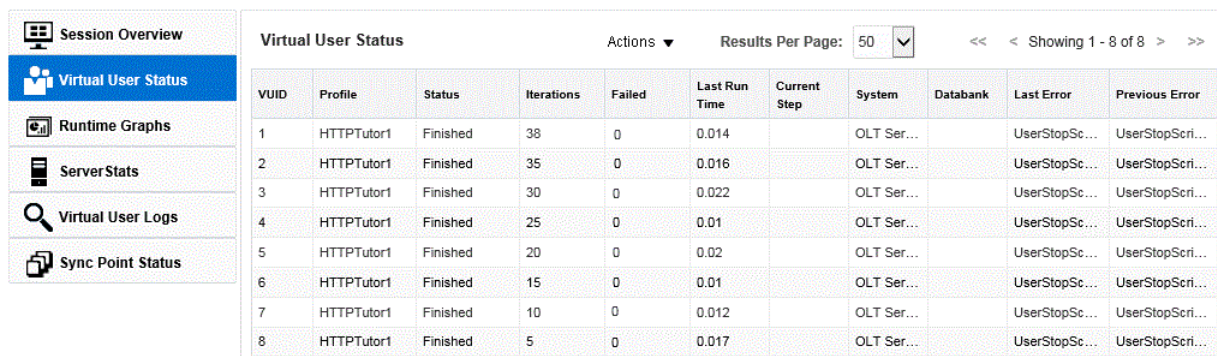 Session Overview
Virtual User Status
Runtime Graphs
ServerStats
Virtual User Logs
Sync Point Status
Virtual User Status Actions ▼ Results Per Page: 50 << < Showing 1 - 8 of 8 > >>
VUID Profile Status Iterations Failed Last Run Time Current Step System Databank Last Error Previous Error
1 HTTPTutor1 Finished 38 0 0.014 OLT Ser... UserStopSc... UserStopScri...
2 HTTPTutor1 Finished 35 0 0.016 OLT Ser... UserStopSc... UserStopScri...
3 HTTPTutor1 Finished 30 0 0.022 OLT Ser... UserStopSc... UserStopScri...
4 HTTPTutor1 Finished 25 0 0.01 OLT Ser... UserStopSc... UserStopScri...
5 HTTPTutor1 Finished 20 0 0.02 OLT Ser... UserStopSc... UserStopScri...
6 HTTPTutor1 Finished 15 0 0.01 OLT Ser... UserStopSc... UserStopScri...
7 HTTPTutor1 Finished 10 0 0.012 OLT Ser... UserStopSc... UserStopScri...
8 HTTPTutor1 Finished 5 0 0.017 OLT Ser... UserStopSc... UserStopScri...